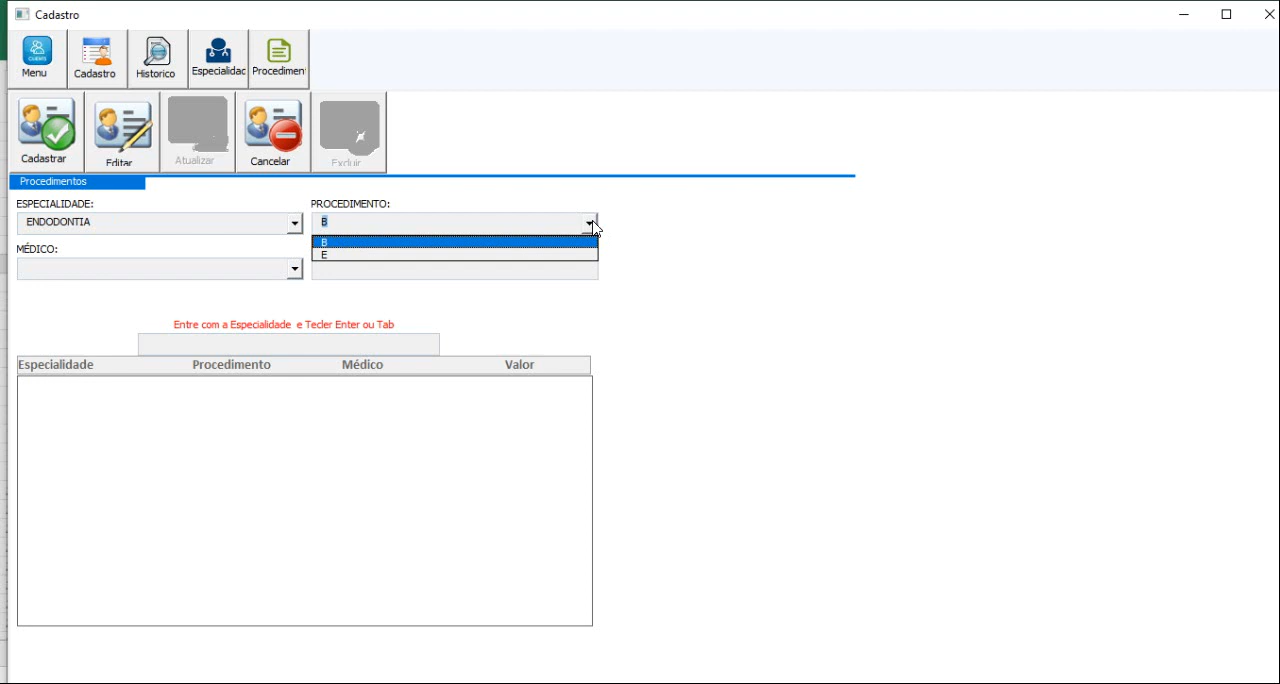 Cadastro
CLIENTE
Menu
Cadastro
Historico
Especialidac
Procedimen
Cadastrar
Editar
Atualizar
Cancelar
Excluir
Procedimentos
ESPECIALIDADE:
PROCEDIMENTO:
ENDODONTIA
B
B
E
MÉDICO:
Entre com a Especialidade e Tecler Enter ou Tab
Especialidade Procedimento Médico Valor